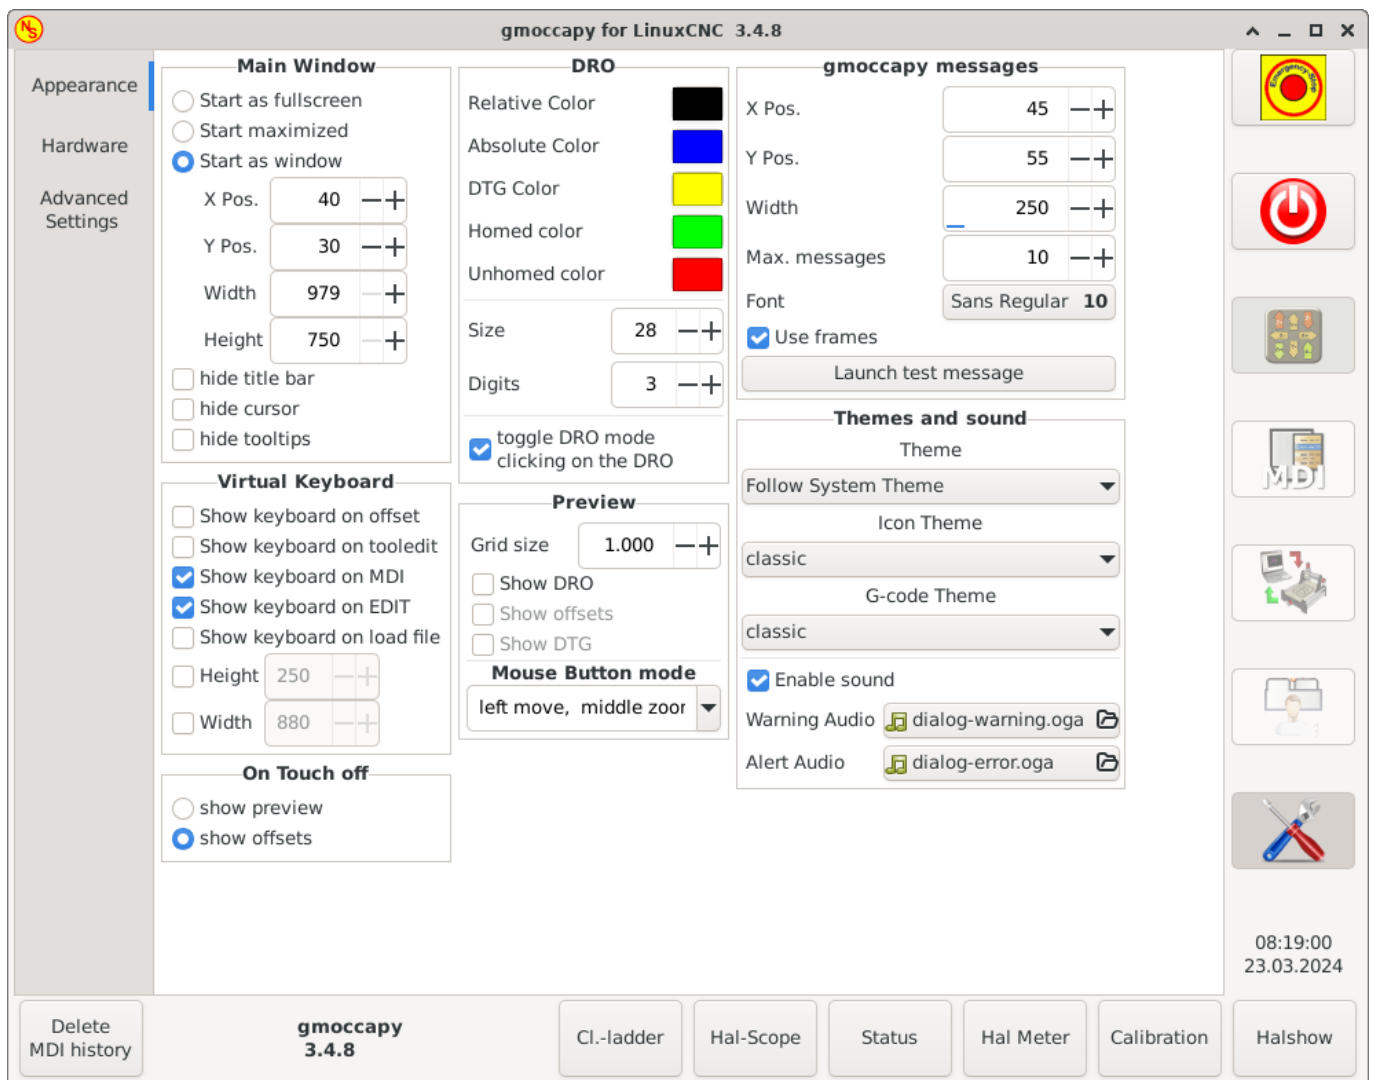 gmoccapy for LinuxCNC 3.4.8
Appearance
Hardware
Advanced
Settings
Main Window
Start as fullscreen
Start maximized
Start as window
X Pos. 40
Y Pos. 30
Width 979
Height 750
hide title bar
hide cursor
hide tooltips
Virtual Keyboard
Show keyboard on offset
Show keyboard on tooledit
Show keyboard on MDI
Show keyboard on EDIT
Show keyboard on load file
Height 250
Width 880
On Touch off
show preview
show offsets
DRO
Relative Color
Absolute Color
DTG Color
Homed color
Unhomed color
Size 28
Digits 3
toggle DRO mode
clicking on the DRO
Preview
Grid size 1.000
Show DRO
Show offsets
Show DTG
Mouse Button mode
left move, middle zoor
gmoccapy messages
X Pos. 45
Y Pos. 55
Width 250
Max. messages 10
Font Sans Regular 10
Use frames
Launch test message
Themes and sound
Theme
Follow System Theme
Icon Theme
classic
G-code Theme
classic
Enable sound
Warning Audio dialog-warning.oga
Alert Audio dialog-error.oga
Emergency-Stop
MDI
08:19:00
23.03.2024
Delete
MDI history
gmoccapy
3.4.8
Cl.-ladder
Hal-Scope
Status
Hal Meter
Calibration
Halshow